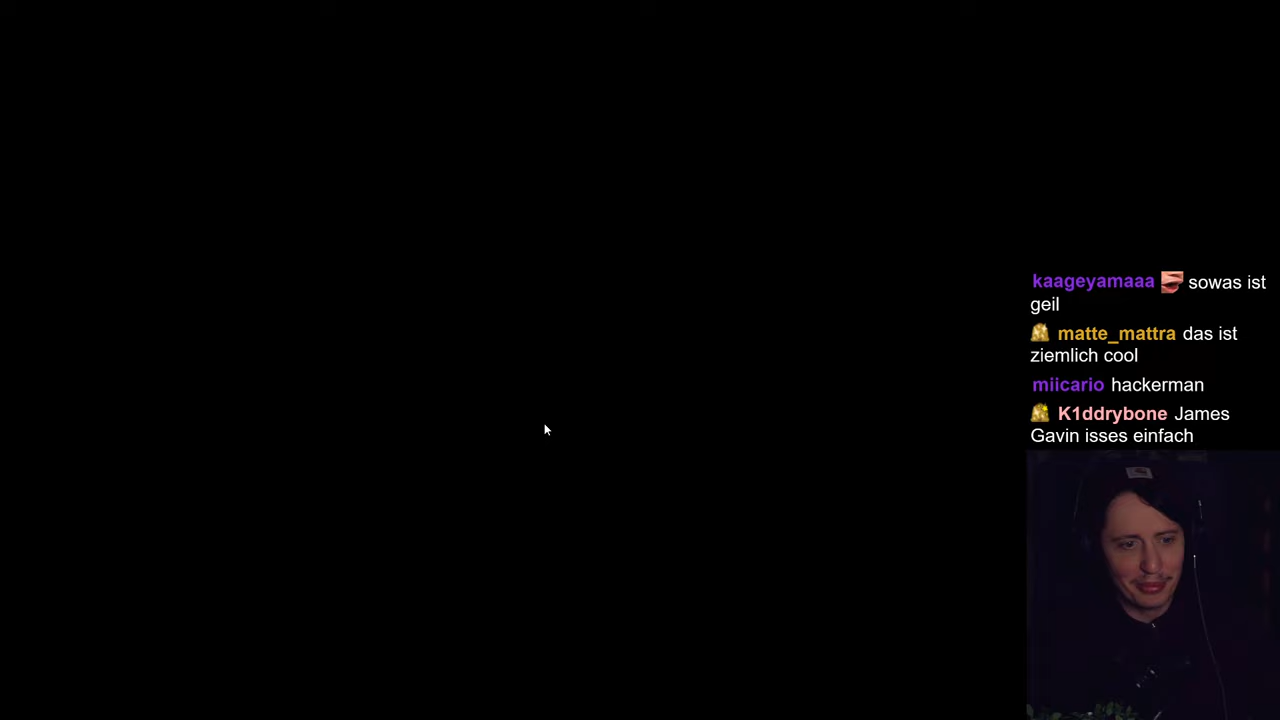 kaageyamaaa sowas ist
geil
matte_mattra das ist
ziemlich cool
miicario hackerman
K1ddrybone James
Gavin isses einfach